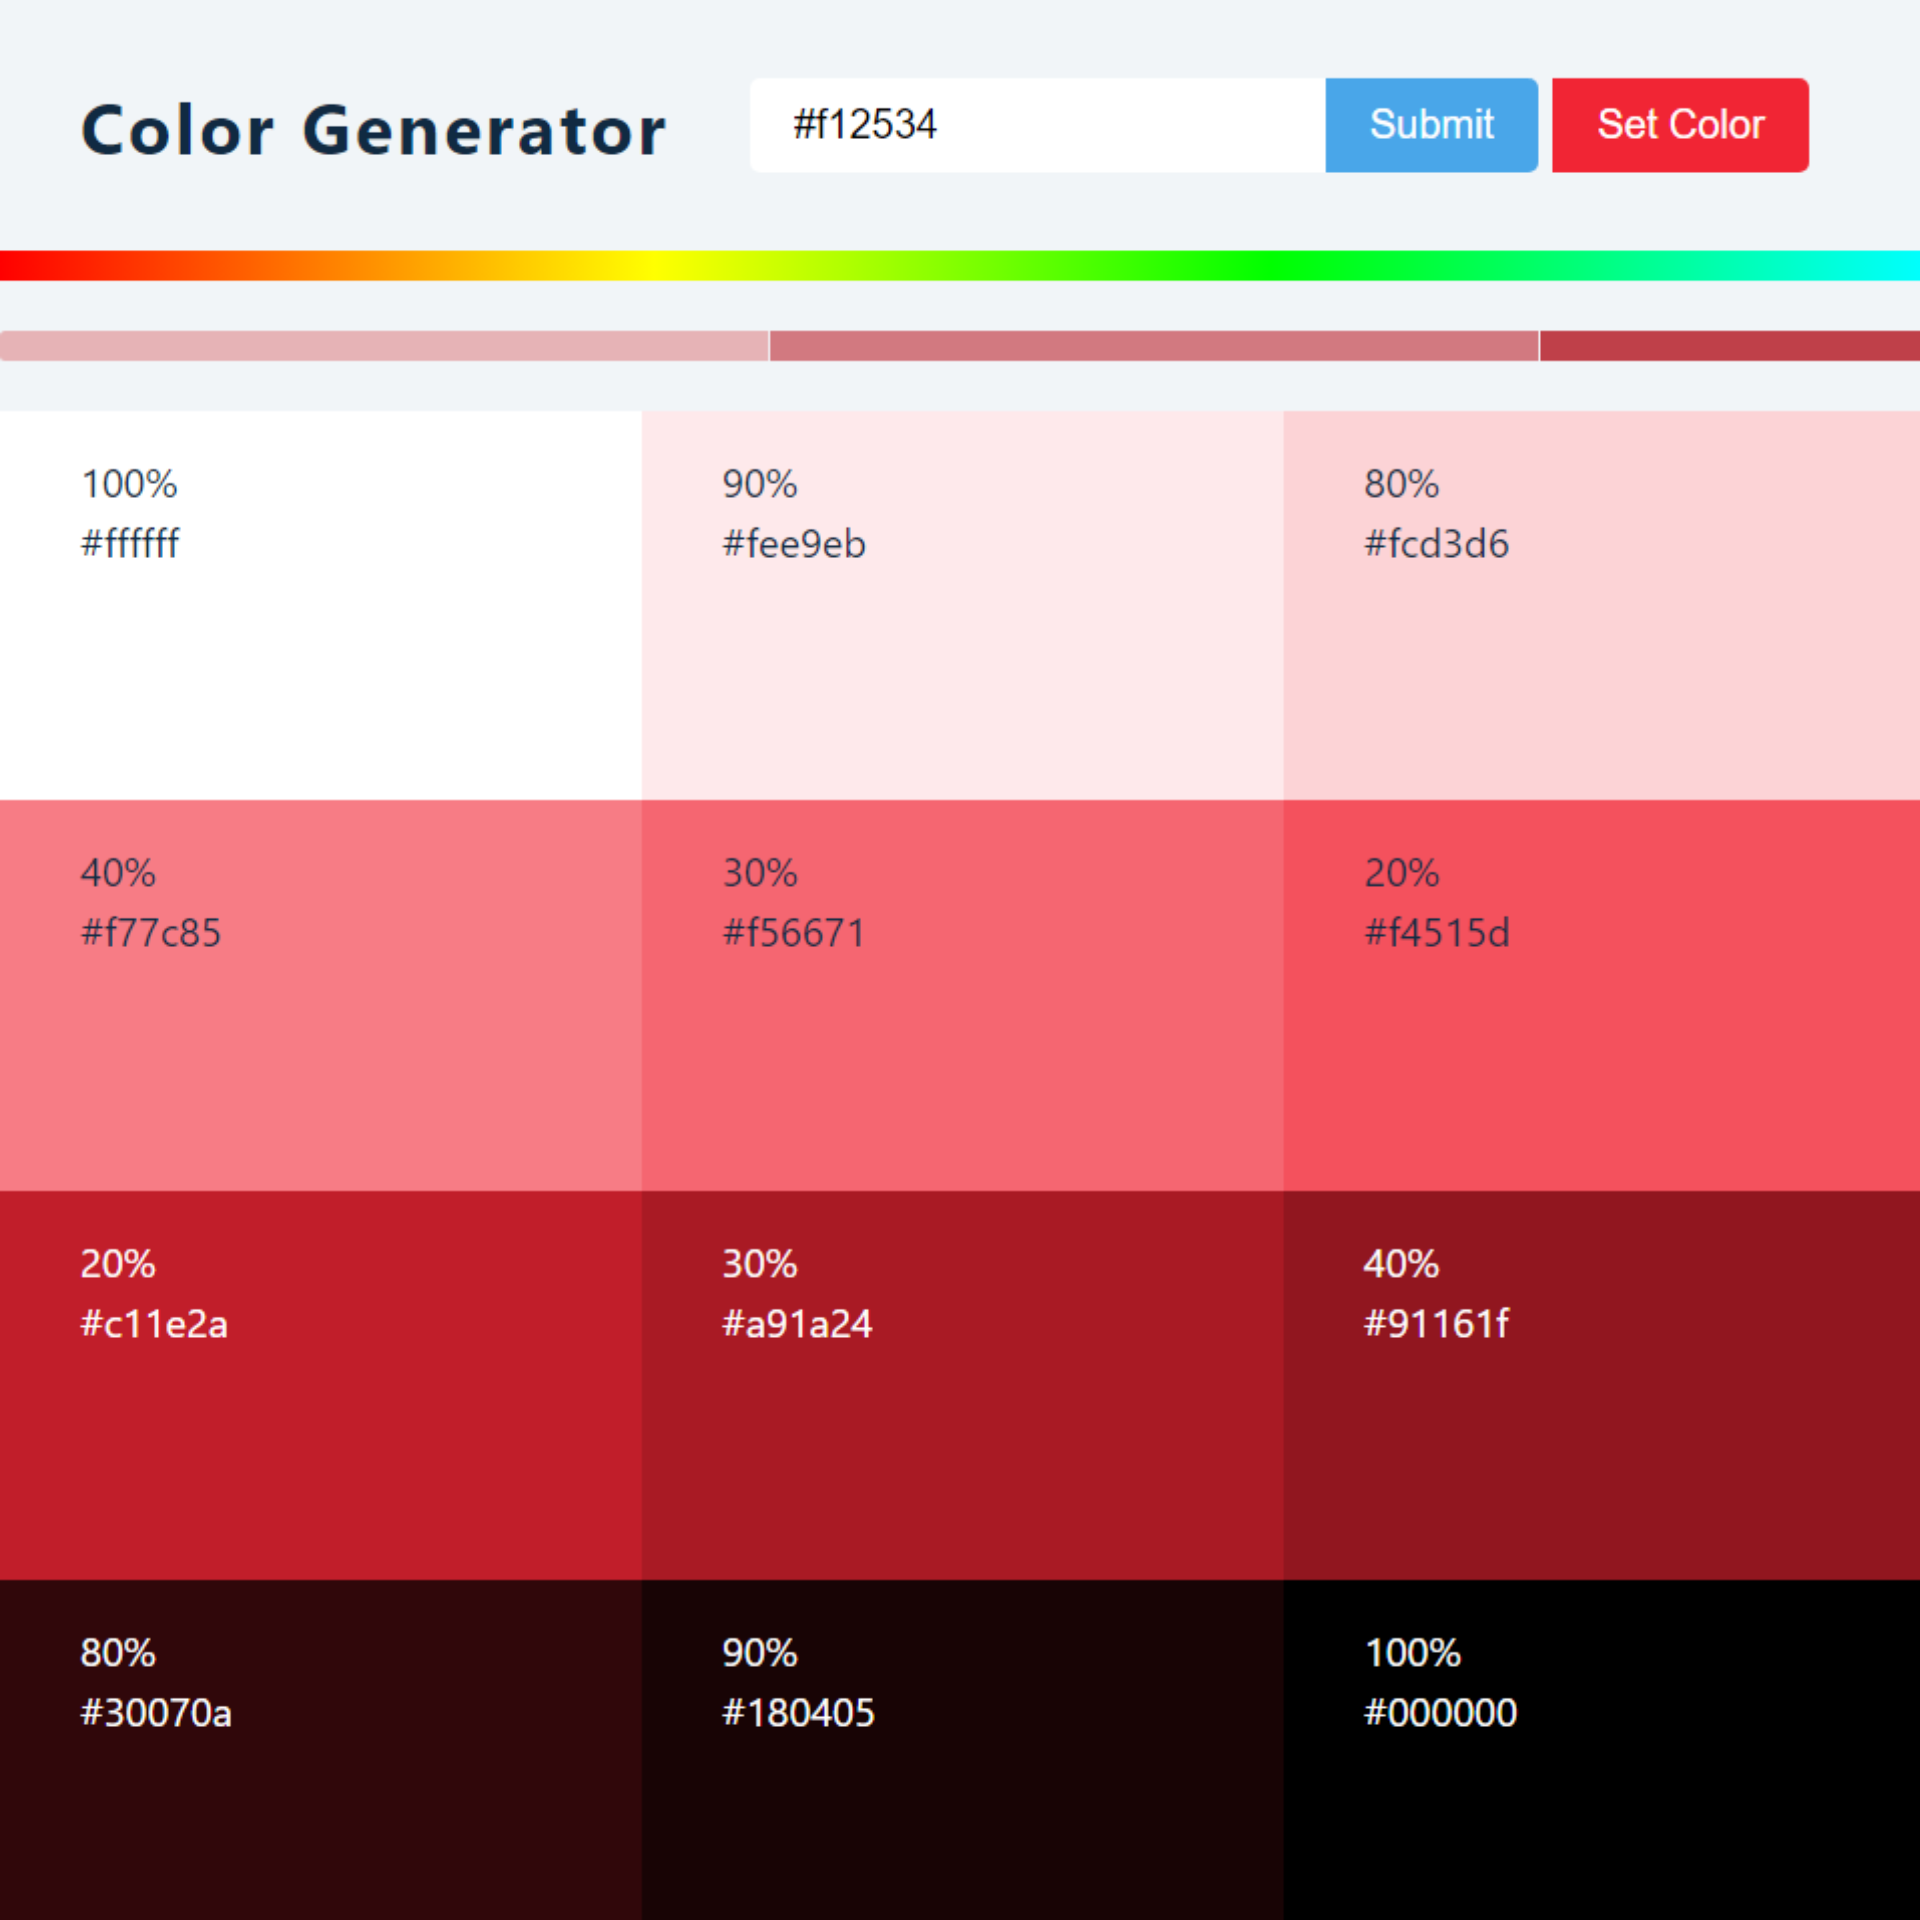 Color Generator
#f12534
Submit
Set Color
100%
#ffffff
90%
#fee9eb
80%
#fcd3d6
40%
#f77c85
30%
#f56671
20%
#f4515d
20%
#c11e2a
30%
#a91a24
40%
#91161f
80%
#30070a
90%
#180405
100%
#000000